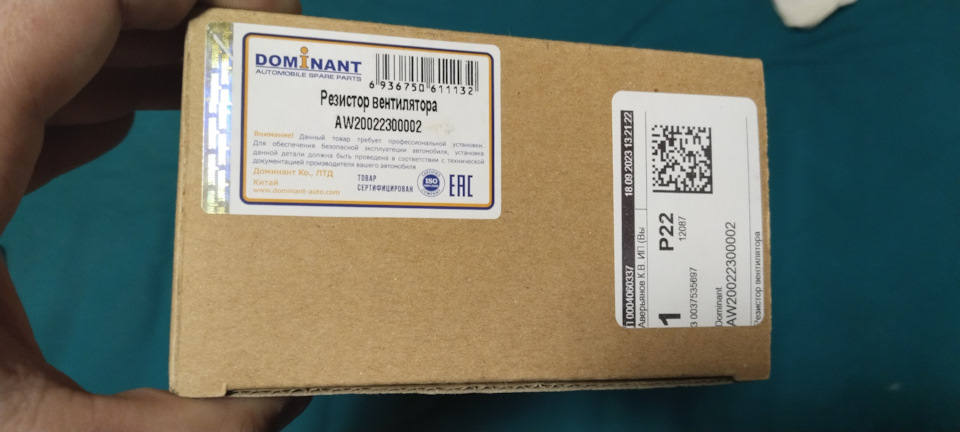 DOMINANT
AUTOMOBILE SPARE PARTS
6 936750 611132
Резистор вентилятора
AW20022300002
Внимание! Данный товар требует профессиональной установки.
Для обеспечения безопасной эксплуатации автомобиля, установка
данной детали должна быть проведена в соответствии с технической
документацией производителя вашего автомобиля
Доминант Ко., ЛТД
Китай
www.dominant-auto.com
ТОВАР
СЕРТИФИЦИРОВАН
ISO
EAC
0004060337
18.09.2023 13:21:22
Аверьянов К.В. ИП (Вы
1
P22
12087
3 0037535697
Dominant
AW20022300002
Резистор вентилятора